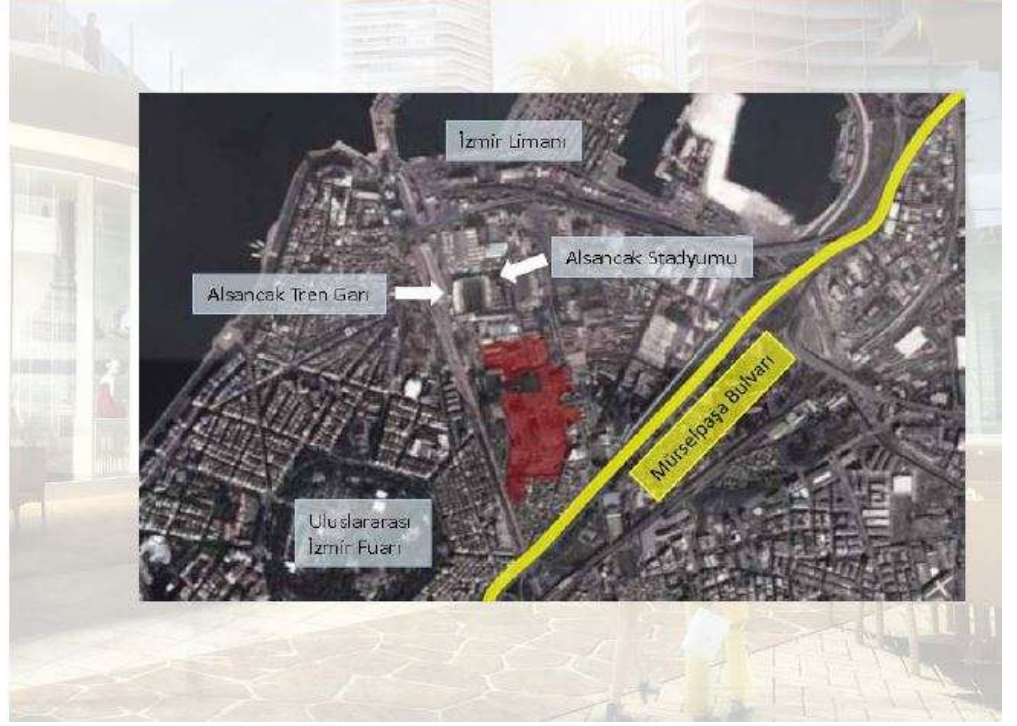 İzmir Limanı
Alsancak Stadyumu
Alsancak Tren Garı
Mürselpaşa Bulvarı
Uluslararası
İzmir Fuarı